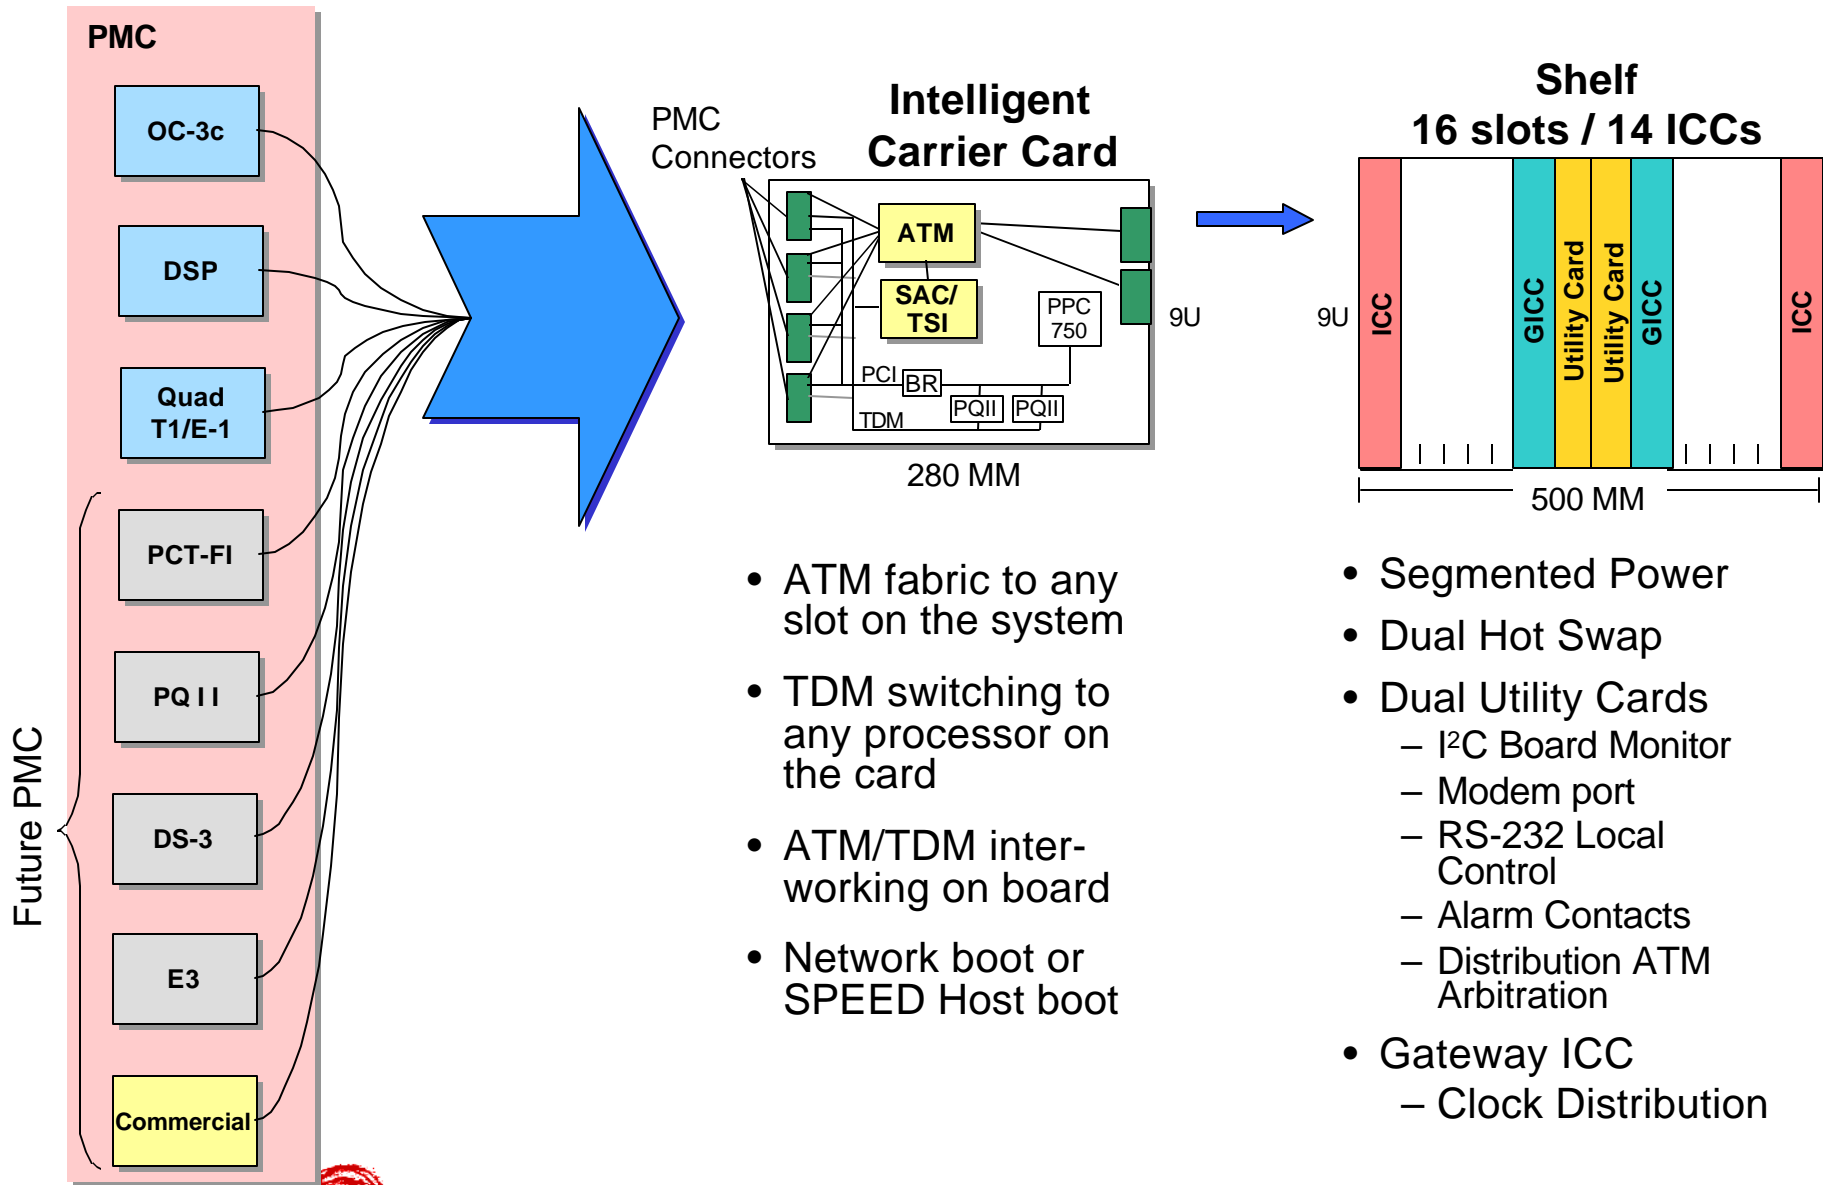 PMC
OC-3c
DSP
Quad
T1/E-1
PCT-FI
PQ I I
DS-3
E3
Commercial
Future PMC
PMC
Connectors
Intelligent
Carrier Card
ATM
SAC/
TSI
PPC
750
PCI
BR
PQII
PQII
TDM
9U
280 MM
• ATM fabric to any
slot on the system
• TDM switching to
any processor on
the card
• ATM/TDM inter-
working on board
• Network boot or
SPEED Host boot
Shelf
16 slots / 14 ICCs
9U
ICC
GICC
Utility Card
Utility Card
GICC
ICC
500 MM
• Segmented Power
• Dual Hot Swap
• Dual Utility Cards
– I²C Board Monitor
– Modem port
– RS-232 Local
Control
– Alarm Contacts
– Distribution ATM
Arbitration
• Gateway ICC
– Clock Distribution